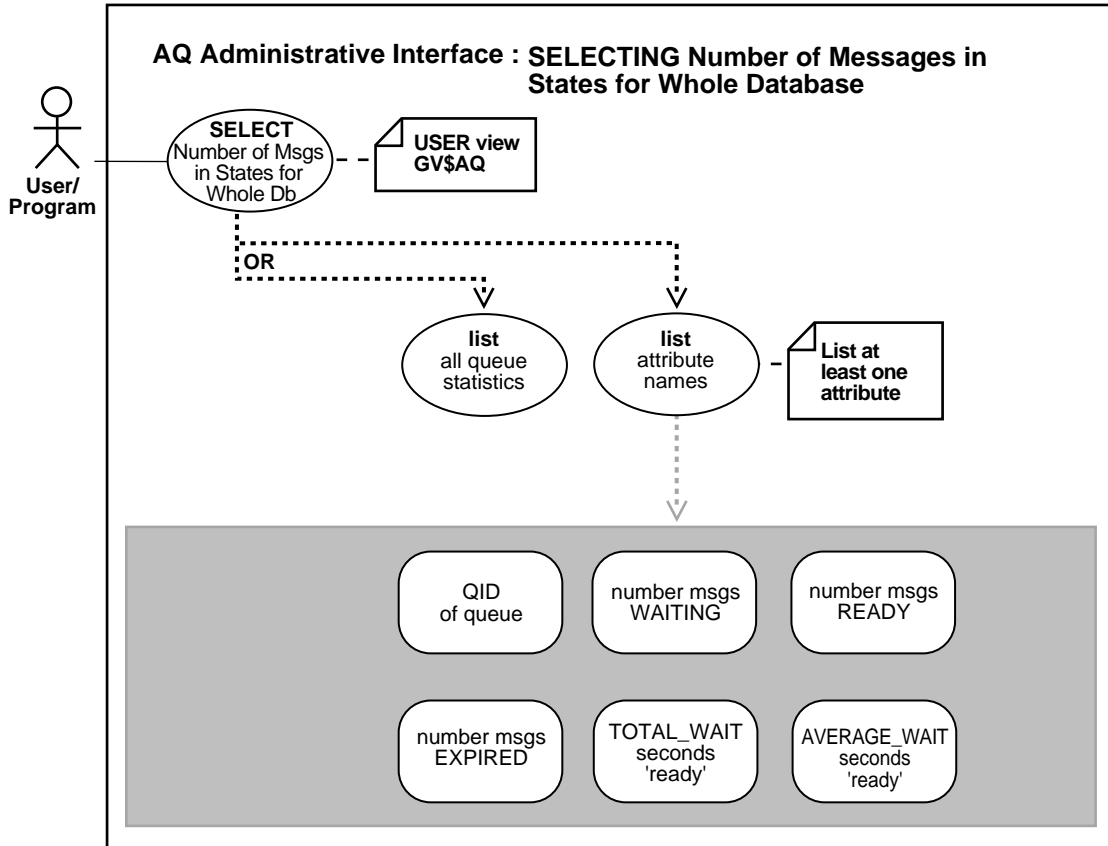 AQ Administrative Interface : SELECTING Number of Messages in
States for Whole Database
User/
Program
SELECT
Number of Msgs
in States for
Whole Db
USER view
GV$AQ
OR
list
all queue
statistics
list
attribute
names
List at
least one
attribute
QID
of queue
number msgs
WAITING
number msgs
READY
number msgs
EXPIRED
TOTAL_WAIT
seconds
'ready'
AVERAGE_WAIT
seconds
'ready'